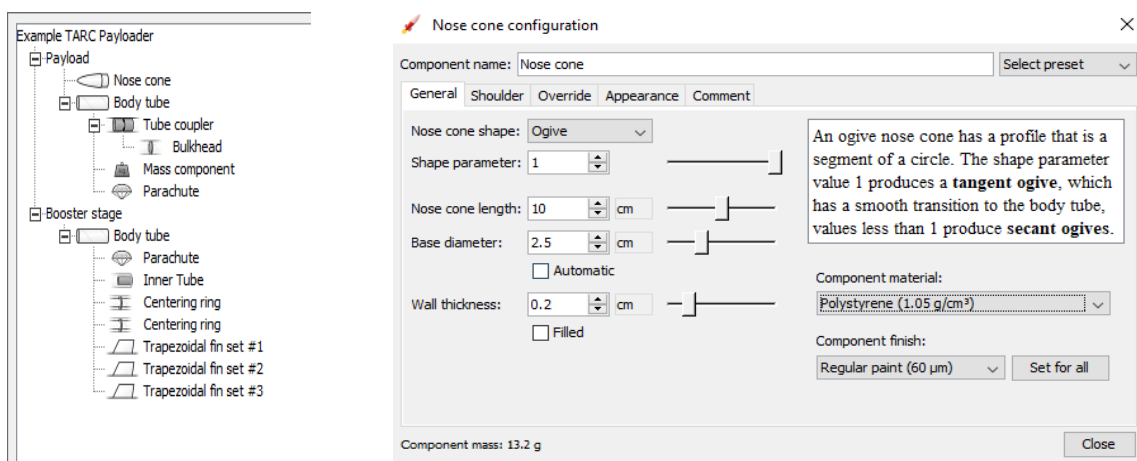 Example TARC Payloader
Payload
Nose cone
Body tube
Tube coupler
Bulkhead
Mass component
Parachute
Booster stage
Body tube
Parachute
Inner Tube
Centering ring
Centering ring
Trapezoidal fin set #1
Trapezoidal fin set #2
Trapezoidal fin set #3
Nose cone configuration
Component name: Nose cone Select preset
General Shoulder Override Appearance Comment
Nose cone shape: Ogive
Shape parameter: 1
Nose cone length: 10 cm
Base diameter: 2.5 cm
Automatic
Wall thickness: 0.2 cm
Filled
An ogive nose cone has a profile that is a
segment of a circle. The shape parameter
value 1 produces a tangent ogive, which
has a smooth transition to the body tube,
values less than 1 produce secant ogives.
Component material:
Polystyrene (1.05 g/cm³)
Component finish:
Regular paint (60 µm) Set for all
Component mass: 13.2 g Close